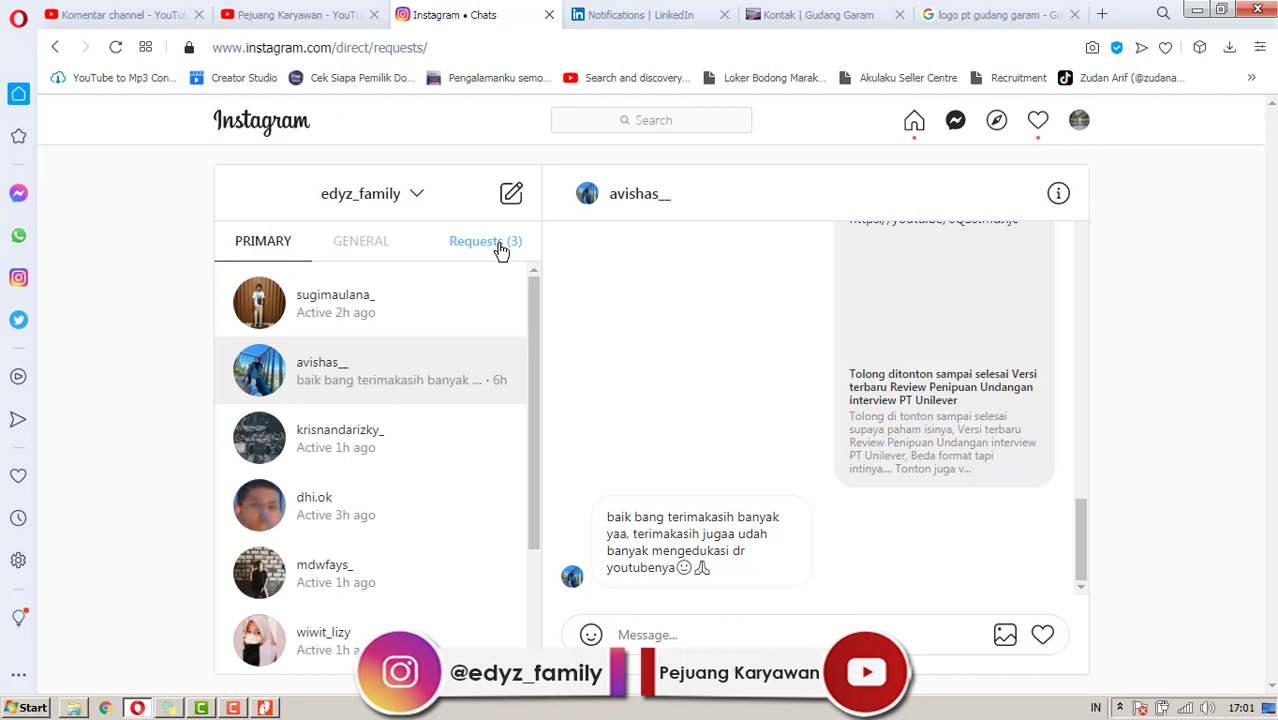 Komentar channel - YouTube
Pejuang Karyawan - YouTu
Instagram • Chats
Notifications | LinkedIn
Kontak | Gudang Garam
logo pt gudang garam - Go
www.instagram.com/direct/requests/
YouTube to Mp3 Con...
Creator Studio
Cek Siapa Pemilik Do...
Pengalamanku semo...
Search and discovery...
Loker Bodong Marak...
Akulaku Seller Centre
Recruitment
Zudan Arif (@zudana...
Instagram
Search
edyz_family
PRIMARY
GENERAL
Requests (3)
sugimaulana_
Active 2h ago
avishas__
baik bang terimakasih banyak ... · 6h
krisnandarizky_
Active 1h ago
dhi.ok
Active 3h ago
mdwfays_
Active 1h ago
wiwit_lizy
Active 1h ago
avishas__
Tolong ditonton sampai selesai Versi
terbaru Review Penipuan Undangan
interview PT Unilever
Tolong di tonton sampai selesai
supaya paham isinya, Versi terbaru
Review Penipuan Undangan interview
PT Unilever, Beda format tapi
intinya.... Tonton juga v...
baik bang terimakasih banyak
yaa, terimakasih jugaa udah
banyak mengedukasi dr
youtubenya☺🙏
Message...
@edyz_family
Pejuang Karyawan
Start
IN
17:01